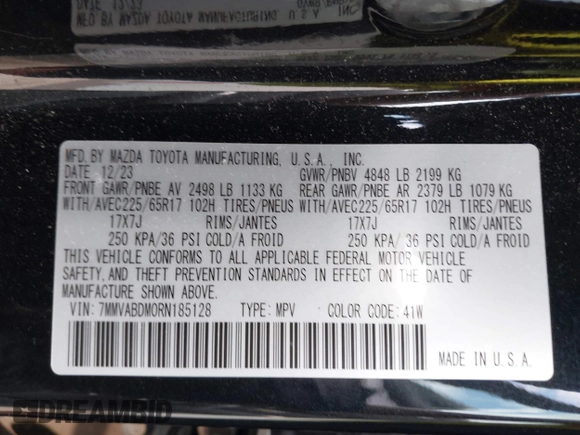 MFD. BY MAZDA TOYOTA MANUFACTURING, U.S.A., INC.
DATE 12/23 GVWR/PNBV 4848 LB 2199 KG
FRONT GAWR/PNBE AV 2498 LB 1133 KG REAR GAWR/PNBE AR 2379 LB 1079 KG
WITH/AVEC225/65R17 102H TIRES/PNEUS WITH/AVEC225/65R17 102H TIRES/PNEUS
17X7J RIMS/JANTES 17X7J RIMS/JANTES
250 KPA/36 PSI COLD/A FROID 250 KPA/36 PSI COLD/A FROID
THIS VEHICLE CONFORMS TO ALL APPLICABLE FEDERAL MOTOR VEHICLE
SAFETY, AND THEFT PREVENTION STANDARDS IN EFFECT ON THE DATE OF
MANUFACTURE SHOWN ABOVE.
VIN: 7MMVABDM0RN185128 TYPE: MPV COLOR CODE: 41W
MADE IN U.S.A.
DREAMBID